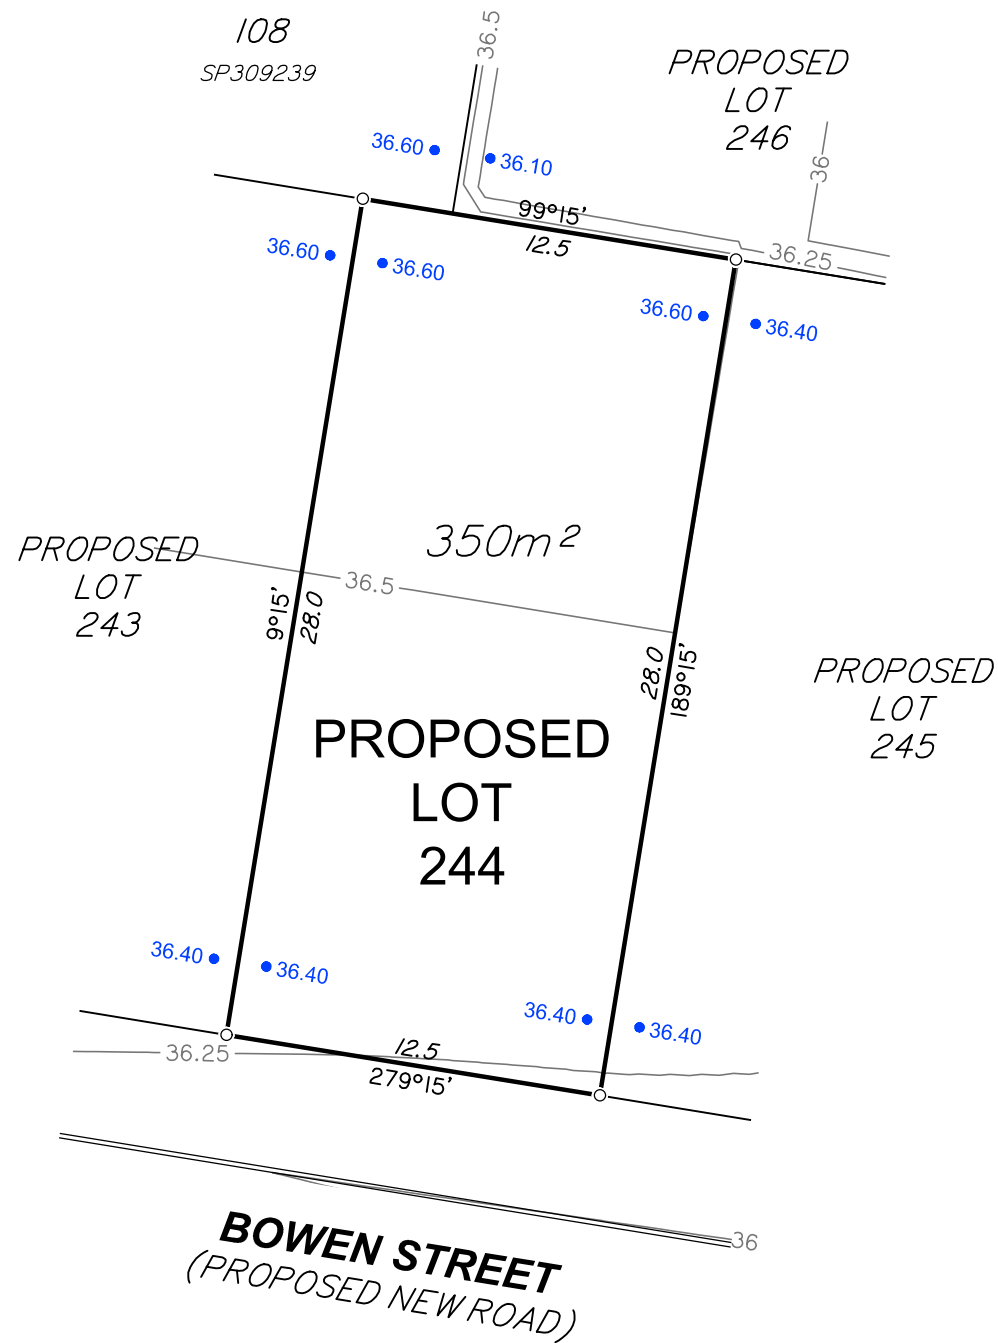 108
SP309239
36.5
PROPOSED
LOT
246
36
36.60
36.10
99°15'
12.5
36.25
36.60
36.60
36.60
36.40
350m²
PROPOSED
LOT
243
36.5
9°15'
28.0
28.0
189°15'
PROPOSED
LOT
245
PROPOSED
LOT
244
36.40
36.40
36.40
36.40
36.25
12.5
279°15'
36
BOWEN STREET
(PROPOSED NEW ROAD)